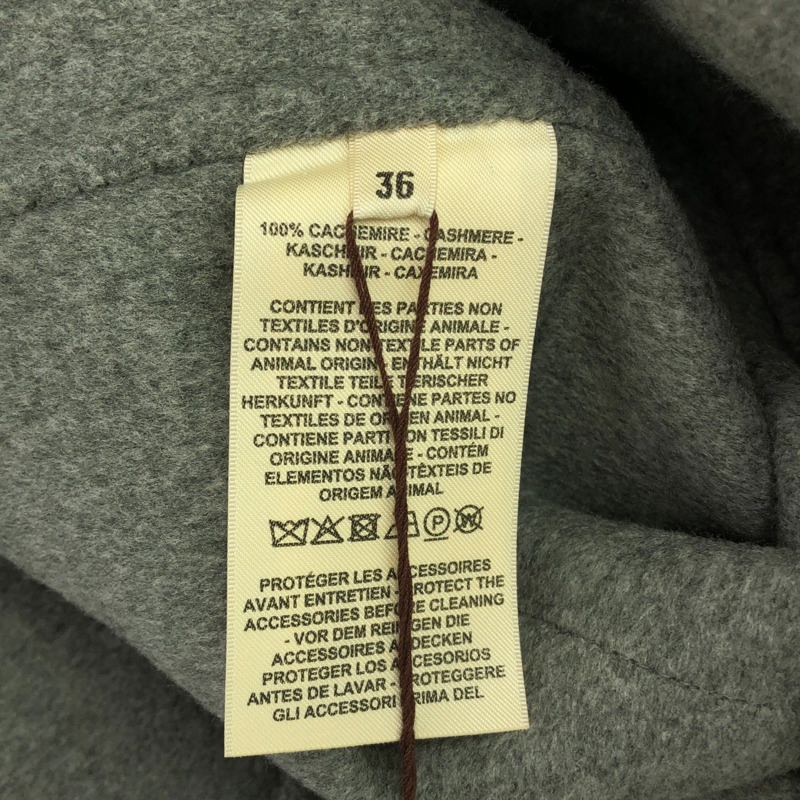 36
100% CACHEMIRE - CASHMERE -
KASCHMIR - CACHEMIRA -
KASHMIR - CAXEMIRA
CONTIENT DES PARTIES NON
TEXTILES D'ORIGINE ANIMALE -
CONTAINS NON TEXTILE PARTS OF
ANIMAL ORIGIN - ENTHÄLT NICHT
TEXTILE TEILE TIERISCHER
HERKUNFT - CONTIENE PARTES NO
TEXTILES DE ORIGEN ANIMAL -
CONTIENE PARTI NON TESSILI DI
ORIGINE ANIMALE - CONTÉM
ELEMENTOS NÃO-TÊXTEIS DE
ORIGEM ANIMAL
P W
PROTÉGER LES ACCESSOIRES
AVANT ENTRETIEN - PROTECT THE
ACCESSORIES BEFORE CLEANING
- VOR DEM REINIGEN DIE
ACCESSOIRES ABDECKEN
PROTEGER LOS ACCESORIOS
ANTES DE LAVAR - PROTEGGERE
GLI ACCESSORI PRIMA DEL